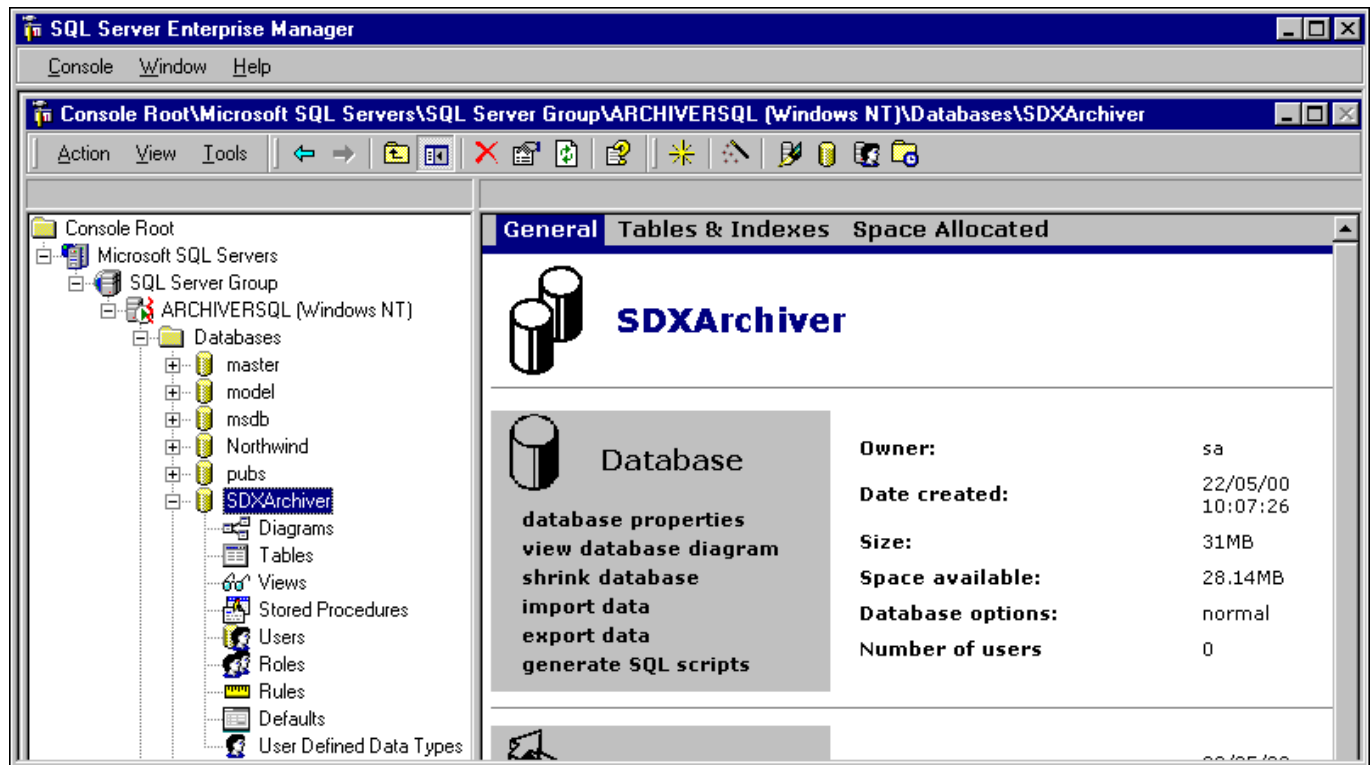 SQL Server Enterprise Manager
Console Window Help
Console Root\Microsoft SQL Servers\SQL Server Group\ARCHIVERSQL (Windows NT)\Databases\SDXArchiver
Action View Tools
Console Root
Microsoft SQL Servers
SQL Server Group
ARCHIVERSQL (Windows NT)
Databases
master
model
msdb
Northwind
pubs
SDXArchiver
Diagrams
Tables
Views
Stored Procedures
Users
Roles
Rules
Defaults
User Defined Data Types
General Tables & Indexes Space Allocated
SDXArchiver
Database
database properties
view database diagram
shrink database
import data
export data
generate SQL scripts
Owner: sa
Date created: 22/05/00
10:07:26
Size: 31MB
Space available: 28.14MB
Database options: normal
Number of users 0